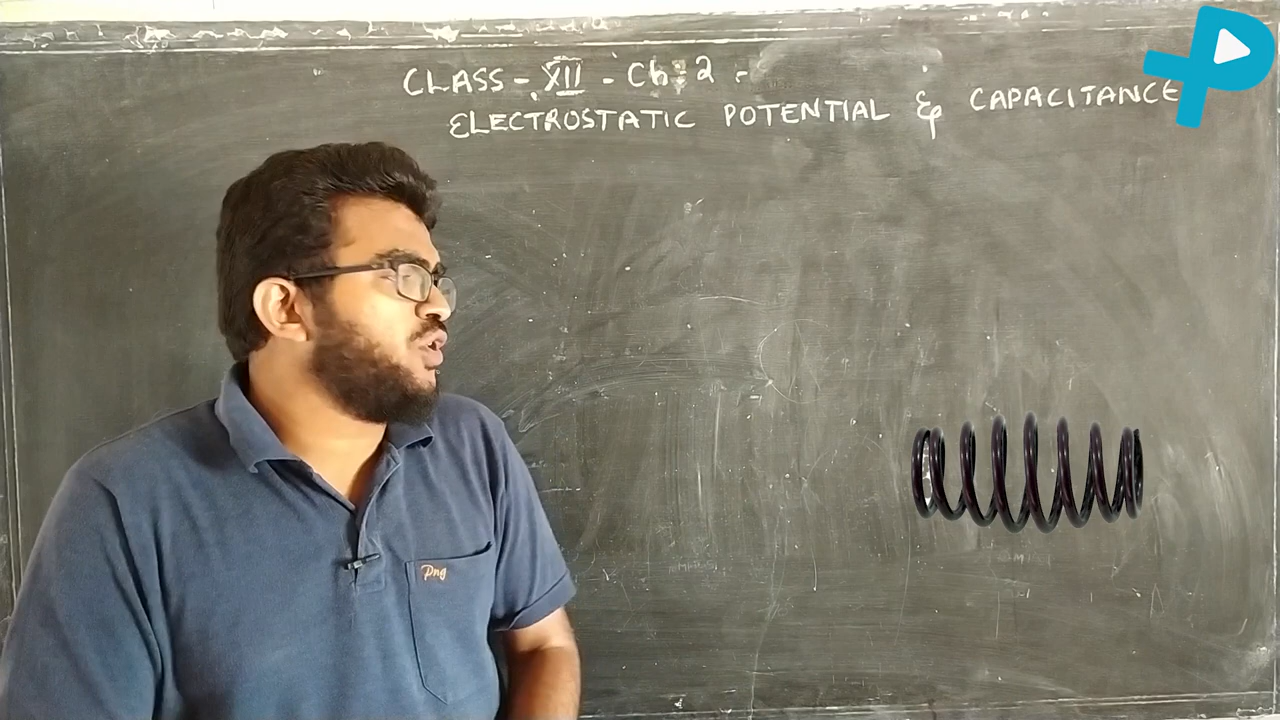 CLASS - XII - Ch : 2 -
ELECTROSTATIC POTENTIAL & CAPACITANCE
Png